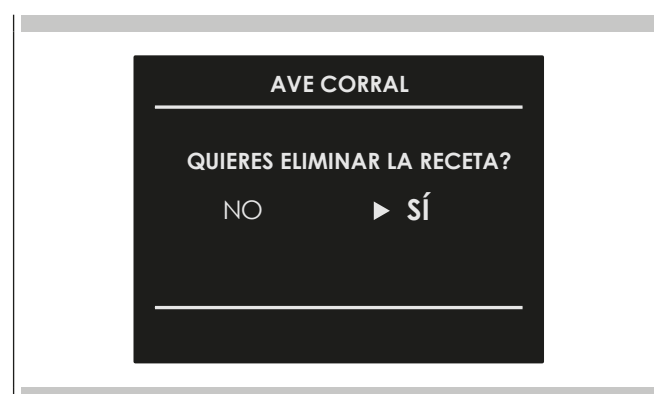 AVE CORRAL
QUIERES ELIMINAR LA RECETA?
NO ▶ SÍ